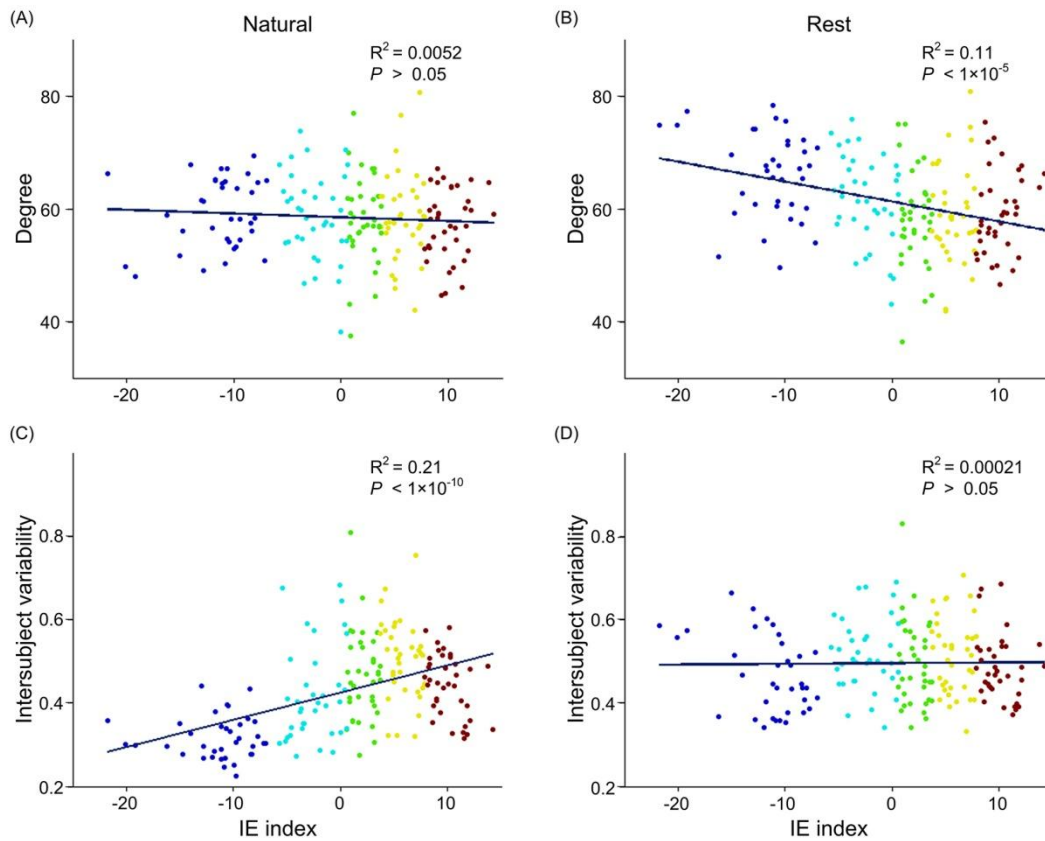 (A)
Natural
R² = 0.0052
P > 0.05
Degree
80
60
40
-20 -10 0 10
(B)
Rest
R² = 0.11
P < 1×10⁻⁵
Degree
80
60
40
-20 -10 0 10
(C)
R² = 0.21
P < 1×10⁻¹⁰
Intersubject variability
0.8
0.6
0.4
0.2
-20 -10 0 10
IE index
(D)
R² = 0.00021
P > 0.05
Intersubject variability
0.8
0.6
0.4
0.2
-20 -10 0 10
IE index